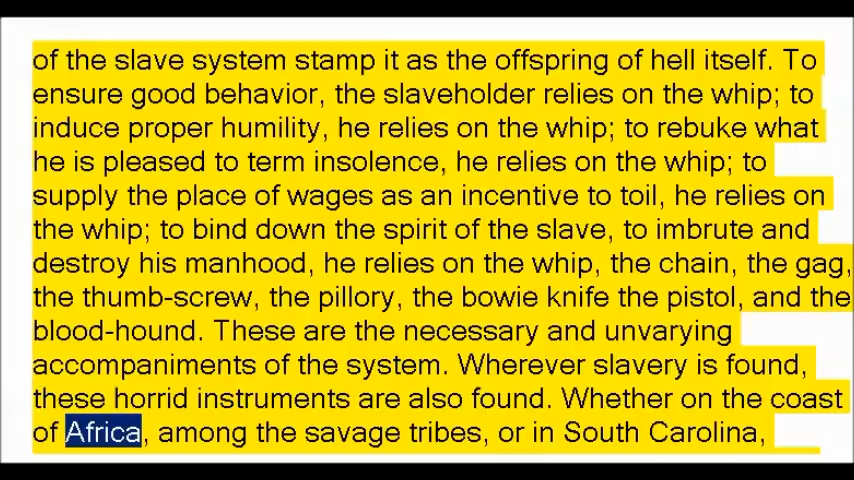 of the slave system stamp it as the offspring of hell itself. To
ensure good behavior, the slaveholder relies on the whip; to
induce proper humility, he relies on the whip; to rebuke what
he is pleased to term insolence, he relies on the whip; to
supply the place of wages as an incentive to toil, he relies on
the whip; to bind down the spirit of the slave, to imbrute and
destroy his manhood, he relies on the whip, the chain, the gag,
the thumb-screw, the pillory, the bowie knife the pistol, and the
blood-hound. These are the necessary and unvarying
accompaniments of the system. Wherever slavery is found,
these horrid instruments are also found. Whether on the coast
of Africa, among the savage tribes, or in South Carolina,